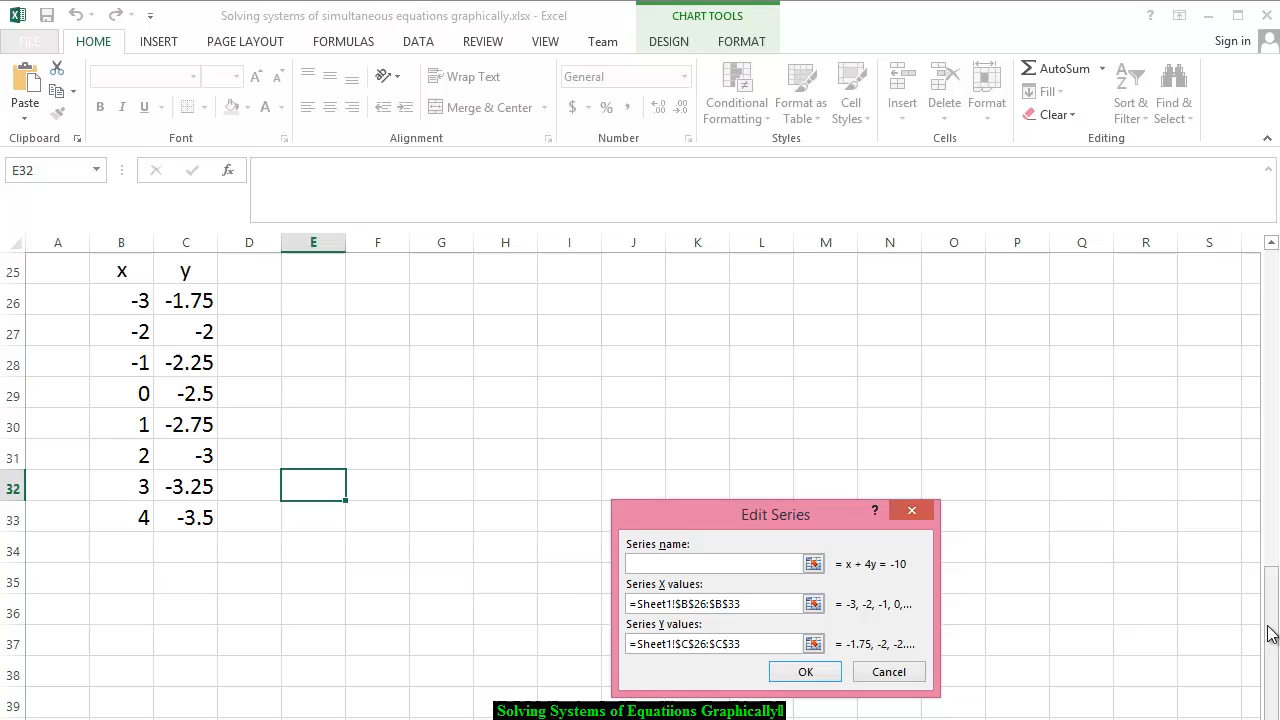 Solving systems of simultaneous equations graphically.xlsx - Excel
CHART TOOLS
?
FILE
HOME
INSERT
PAGE LAYOUT
FORMULAS
DATA
REVIEW
VIEW
Team
DESIGN
FORMAT
Sign in
Paste
B I U
A A
A
Wrap Text
Merge & Center
General
$ % ,
Conditional Formatting
Format as Table
Cell Styles
Insert
Delete
Format
AutoSum
Fill
Clear
Sort & Filter
Find & Select
Clipboard
Font
Alignment
Number
Styles
Cells
Editing
E32
fx
A B C D E F G H I J K L M N O P Q R S
25 x y
26 -3 -1.75
27 -2 -2
28 -1 -2.25
29 0 -2.5
30 1 -2.75
31 2 -3
32 3 -3.25
33 4 -3.5
34
35
36
37
38
39
Edit Series
?
Series name:
= x + 4y = -10
Series X values:
=Sheet1!$B$26:$B$33 = -3, -2, -1, 0,...
Series Y values:
=Sheet1!$C$26:$C$33 = -1.75, -2, -2....
OK
Cancel
Solving Systems of Equatiions Graphically